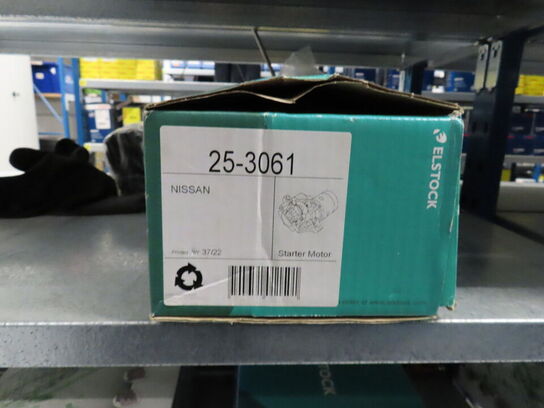 25-3061
NISSAN
37/22
Starter Motor
ELSTOCK